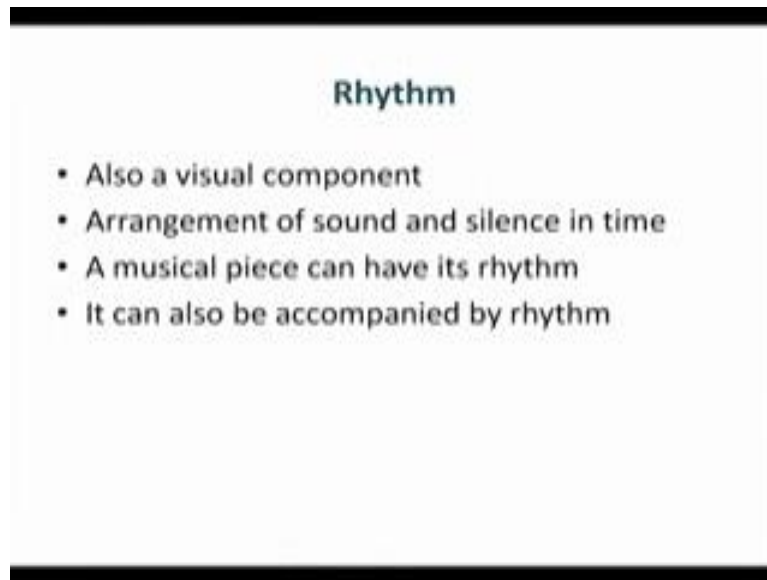 Rhythm
• Also a visual component
• Arrangement of sound and silence in time
• A musical piece can have its rhythm
• It can also be accompanied by rhythm